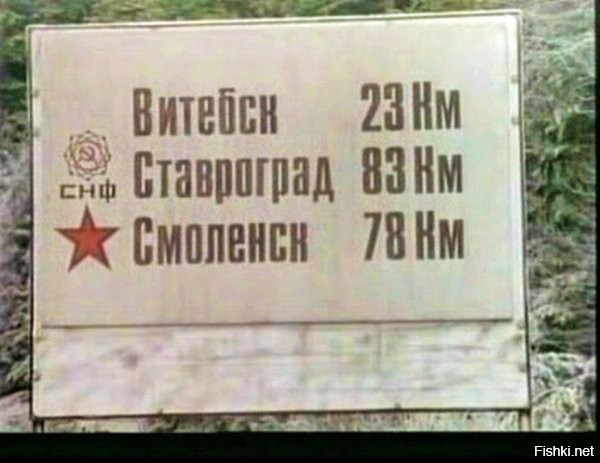 Витебск 23 Км
Ставроград 83 Км
СНФ
Смоленск 78 Км
Fishki.net